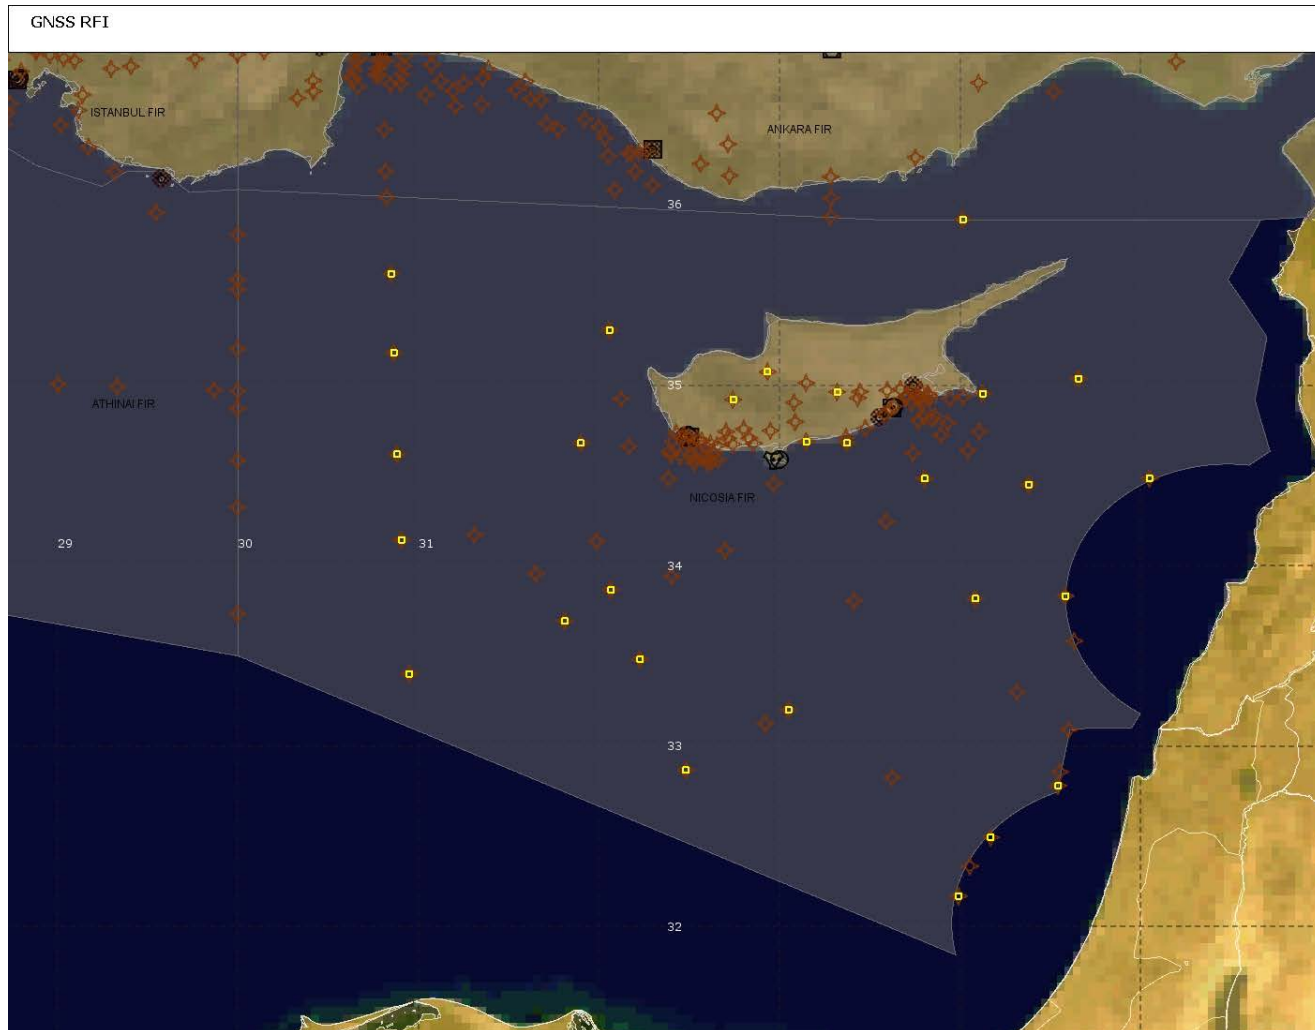 GNSS RFI
ISTANBUL FIR
ANKARA FIR
36
35
ATHINAI FIR
NICOSIA FIR
29
30
31
34
33
32